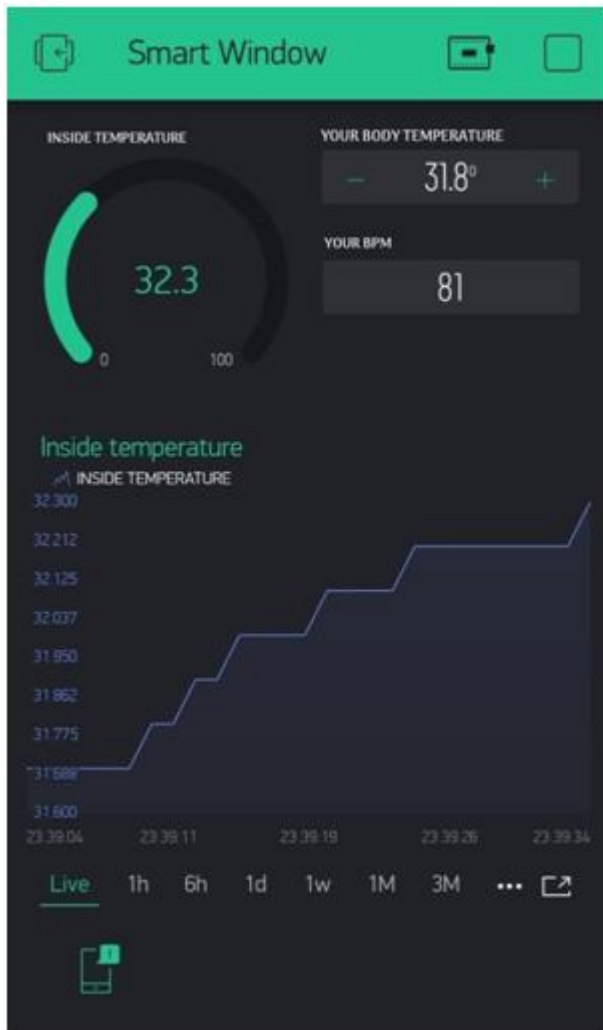 Smart Window
INSIDE TEMPERATURE
32.3
0 100
YOUR BODY TEMPERATURE
− 31.8° +
YOUR BPM
81
Inside temperature
INSIDE TEMPERATURE
32.300
32.212
32.125
32.037
31.950
31.862
31.775
31.688
31.600
23:39:04 23:39:11 23:39:19 23:39:26 23:39:34
Live 1h 6h 1d 1w 1M 3M •••